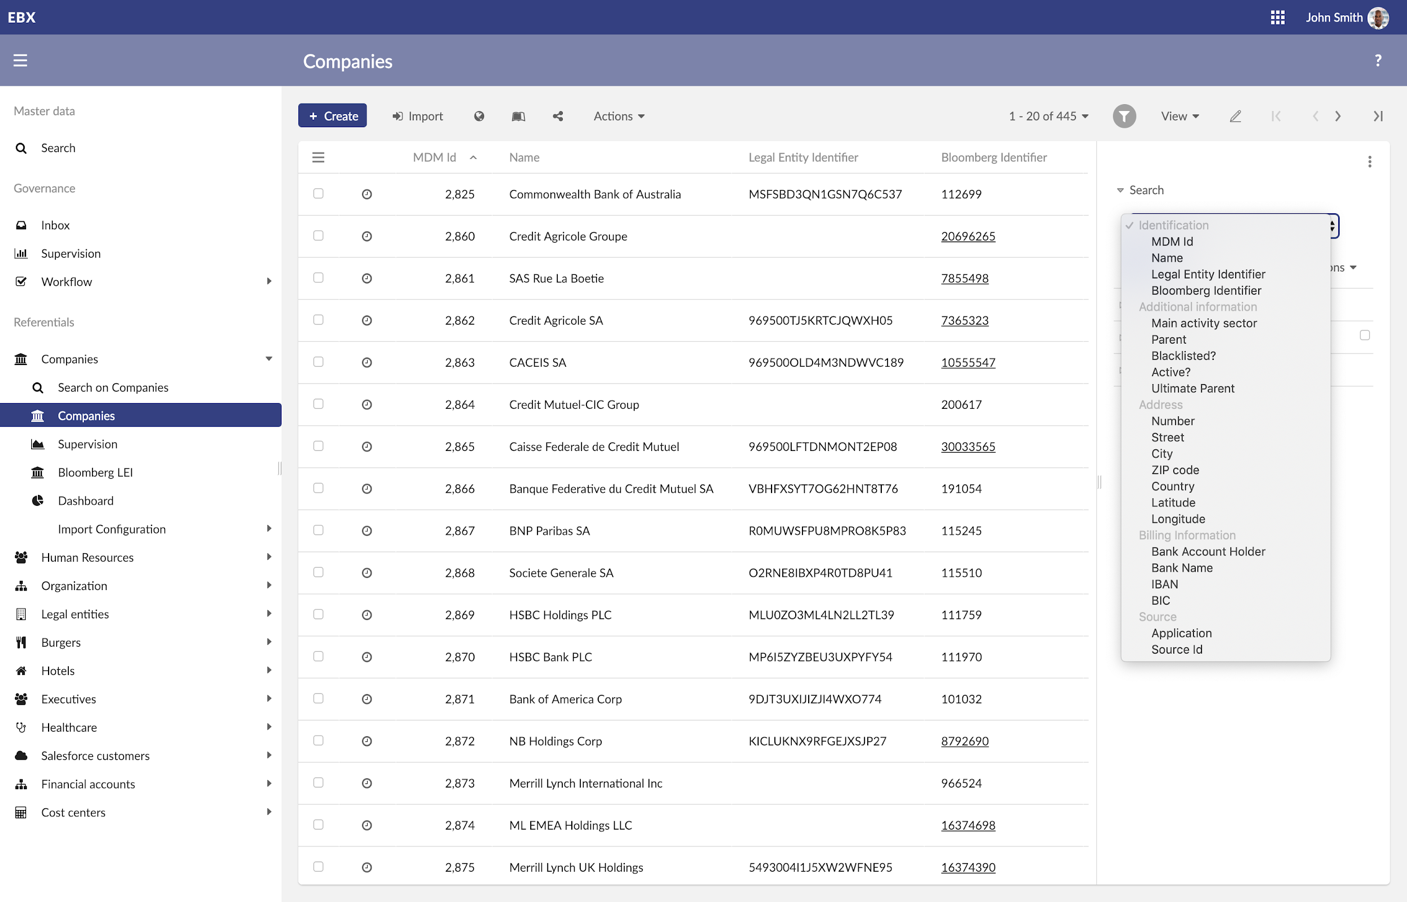 EBX
John Smith
Companies
?
Master data
Search
Governance
Inbox
Supervision
Workflow
Referentials
Companies
Search on Companies
Companies
Supervision
Bloomberg LEI
Dashboard
Import Configuration
Human Resources
Organization
Legal entities
Burgers
Hotels
Executives
Healthcare
Salesforce customers
Financial accounts
Cost centers
+ Create
Import
Actions
1 - 20 of 445
View
MDM Id Name Legal Entity Identifier Bloomberg Identifier
2,825 Commonwealth Bank of Australia MSFSBD3QN1GSN7Q6C537 112699
2,860 Credit Agricole Groupe 20696265
2,861 SAS Rue La Boetie 7855498
2,862 Credit Agricole SA 969500TJ5KRTCJQWXH05 7365323
2,863 CACEIS SA 969500OLD4M3NDWVC189 10555547
2,864 Credit Mutuel-CIC Group 200617
2,865 Caisse Federale de Credit Mutuel 969500LFTDNMONT2EP08 30033565
2,866 Banque Federative du Credit Mutuel SA VBHFXSYT7OG62HNT8T76 191054
2,867 BNP Paribas SA R0MUWSFPU8MPRO8K5P83 115245
2,868 Societe Generale SA O2RNE8IBXP4R0TD8PU41 115510
2,869 HSBC Holdings PLC MLU0ZO3ML4LN2LL2TL39 111759
2,870 HSBC Bank PLC MP6I5ZYZBEU3UXPYFY54 111970
2,871 Bank of America Corp 9DJT3UXIJIZJI4WXO774 101032
2,872 NB Holdings Corp KICLUKNX9RFGEJXSJP27 8792690
2,873 Merrill Lynch International Inc 966524
2,874 ML EMEA Holdings LLC 16374698
2,875 Merrill Lynch UK Holdings 5493004I1J5XW2WFNE95 16374390
Search
Identification
MDM Id
Name
Legal Entity Identifier
Bloomberg Identifier
Additional information
Main activity sector
Parent
Blacklisted?
Active?
Ultimate Parent
Address
Number
Street
City
ZIP code
Country
Latitude
Longitude
Billing Information
Bank Account Holder
Bank Name
IBAN
BIC
Source
Application
Source Id